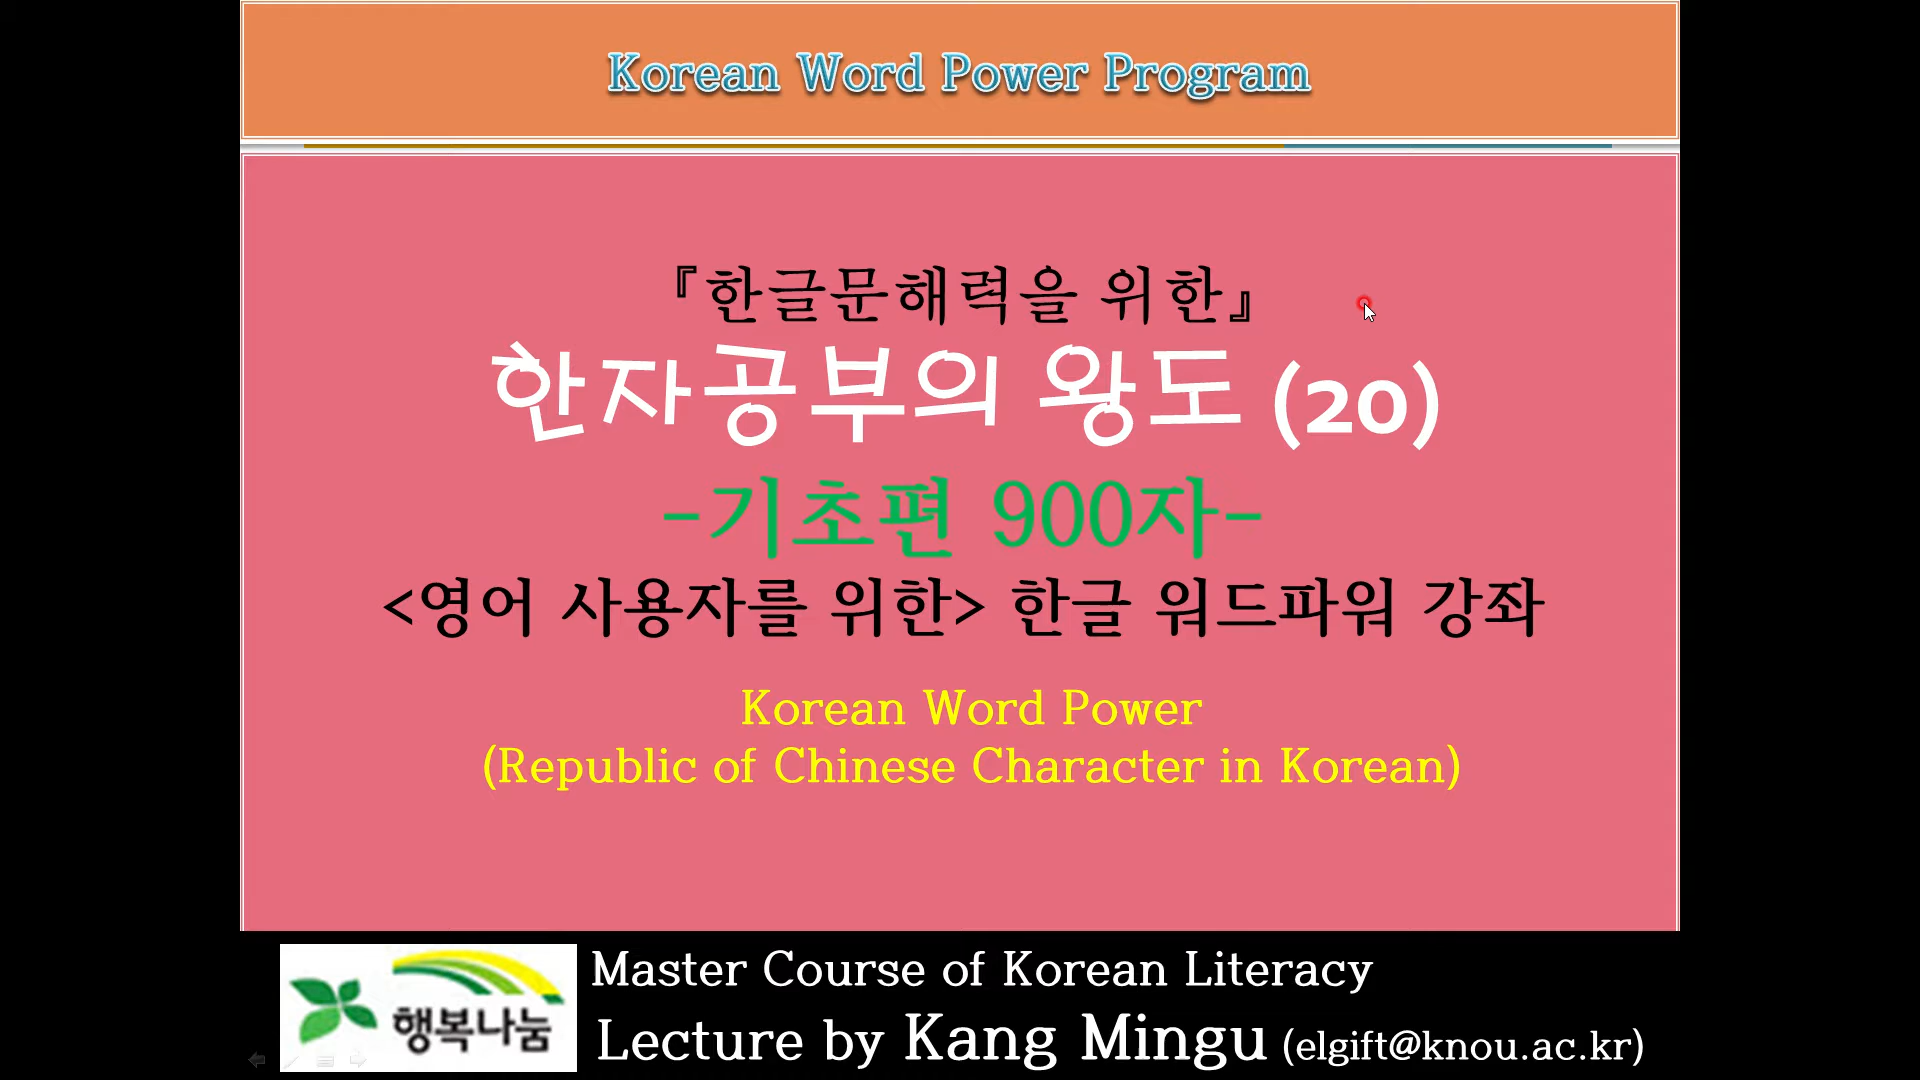 Korean Word Power Program
『한글문해력을 위한』
한자공부의 왕도 (20)
-기초편 900자-
<영어 사용자를 위한> 한글 워드파워 강좌
Korean Word Power
(Republic of Chinese Character in Korean)
행복나눔
Master Course of Korean Literacy
Lecture by Kang Mingu (elgift@knou.ac.kr)